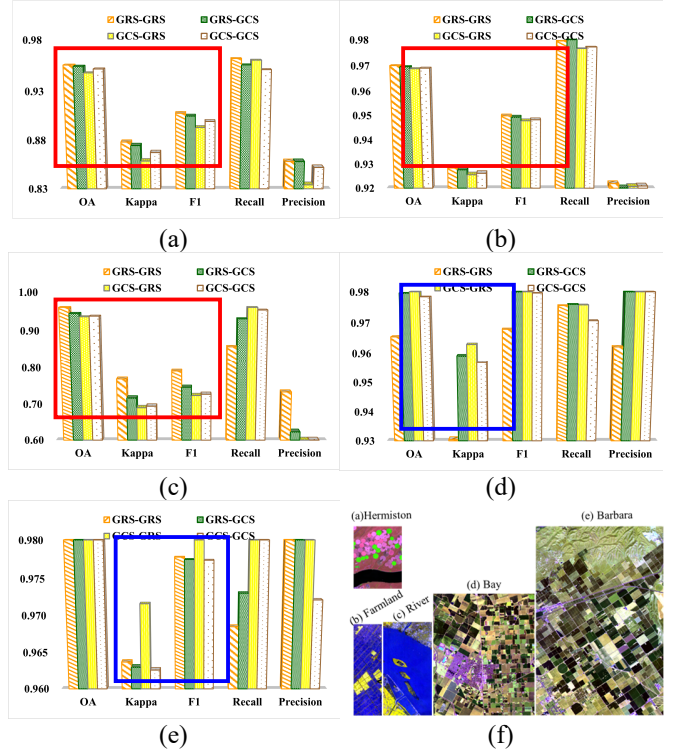 GRS-GRS GRS-GCS
GCS-GRS GCS-GCS
0.98
0.93
0.88
0.83
OA Kappa F1 Recall Precision
(a)
GRS-GRS GRS-GCS
GCS-GRS GCS-GCS
0.98
0.97
0.95
0.93
0.92
OA Kappa F1 Recall Precision
(b)
GRS-GRS GRS-GCS
GCS-GRS GCS-GCS
1.00
0.90
0.80
0.70
0.60
OA Kappa F1 Recall Precision
(c)
GRS-GRS GRS-GCS
GCS-GRS GCS-GCS
0.98
0.97
0.96
0.95
0.94
0.93
OA Kappa F1 Recall Precision
(d)
GRS-GRS GRS-GCS
GCS-GRS GCS-GCS
0.980
0.975
0.970
0.965
0.960
OA Kappa F1 Recall Precision
(e)
(a)Hermiston
(b) Farmland
(c) River
(d) Bay
(e) Barbara
(f)